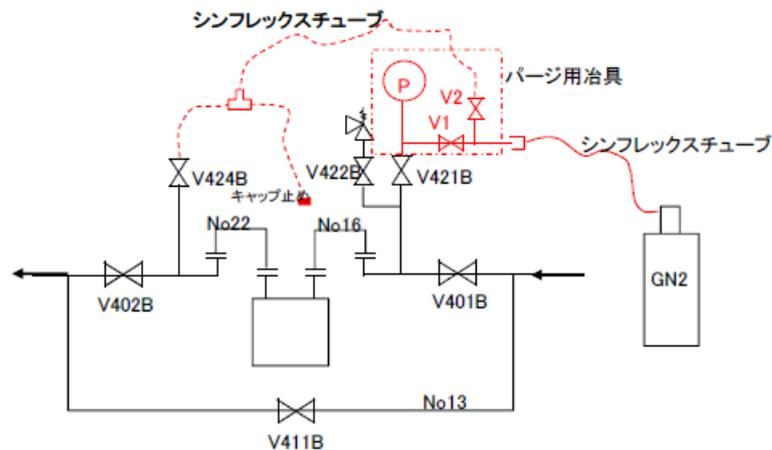 シンフレックスチューブ
パージ用冶具
P
V2
V1
シンフレックスチューブ
V422B
V421B
V424B
キャップ止め
No22
No16
GN2
V402B
V401B
No13
V411B